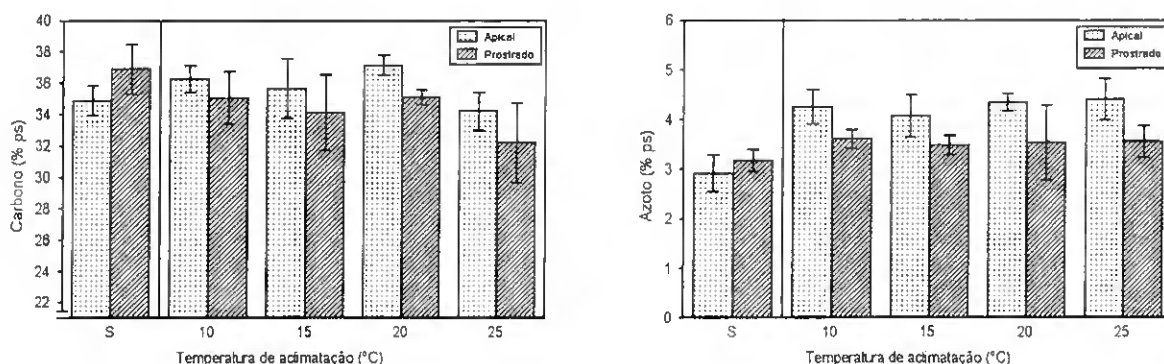 40
38
36
34
32
30
28
26
24
22
Carbono (% ps)
Apical
Prostrado
S 10 15 20 25
Temperatura de aclimatação (°C)
6
5
4
3
2
1
0
Azoto (% ps)
Apical
Prostrado
S 10 15 20 25
Temperatura de aclimatação (°C)